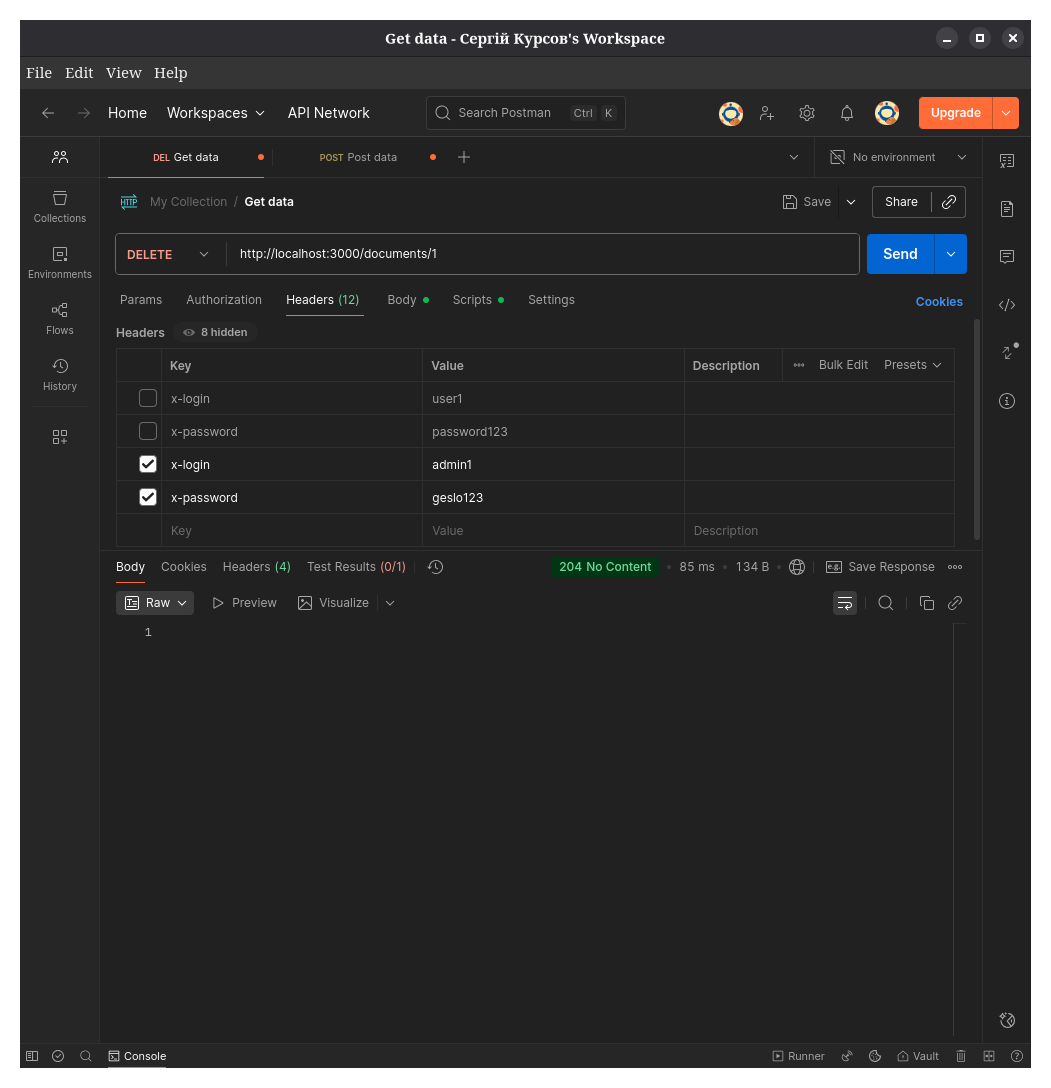 Get data - Сергій Курсов's Workspace
File Edit View Help
Home Workspaces API Network Search Postman Ctrl K Upgrade
DEL Get data POST Post data No environment
HTTP My Collection / Get data Save Share
Collections
DELETE http://localhost:3000/documents/1 Send
Environments
Params Authorization Headers (12) Body Scripts Settings Cookies
Flows
Headers 8 hidden
Key Value Description Bulk Edit Presets
History
x-login user1
x-password password123
x-login admin1
x-password geslo123
Key Value Description
Body Cookies Headers (4) Test Results (0/1) 204 No Content 85 ms 134 B e.g. Save Response
Raw Preview Visualize
1
Console Runner Vault